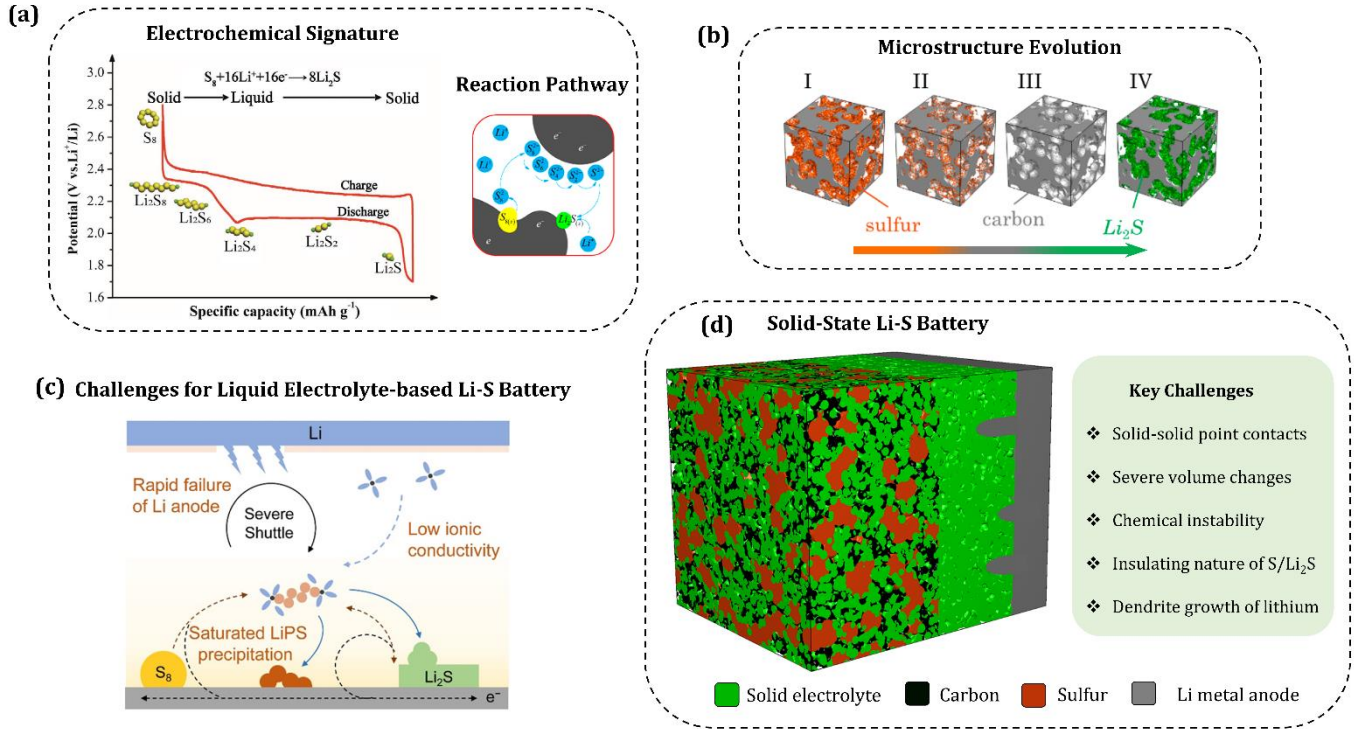 (a)
Electrochemical Signature
S₈+16Li⁺+16e⁻→8Li₂S
Solid → Liquid → Solid
3.0
2.8
2.6
2.4
2.2
2.0
1.8
1.6
Potential (V vs.Li⁺/Li)
S₈
Li₂S₈
Li₂S₆
Li₂S₄
Li₂S₂
Li₂S
Charge
Discharge
Specific capacity (mAh g⁻¹)
Reaction Pathway
Li⁺
Li⁺
e⁻
e⁻
e⁻
Li⁺
(b)
Microstructure Evolution
I
II
III
IV
sulfur
carbon
Li₂S
(c) Challenges for Liquid Electrolyte-based Li-S Battery
Li
Rapid failure
of Li anode
Severe
Shuttle
Low ionic
conductivity
Saturated LiPS
precipitation
S₈
Li₂S
e⁻
(d)
Solid-State Li-S Battery
Key Challenges
❖ Solid-solid point contacts
❖ Severe volume changes
❖ Chemical instability
❖ Insulating nature of S/Li₂S
❖ Dendrite growth of lithium
Solid electrolyte
Carbon
Sulfur
Li metal anode